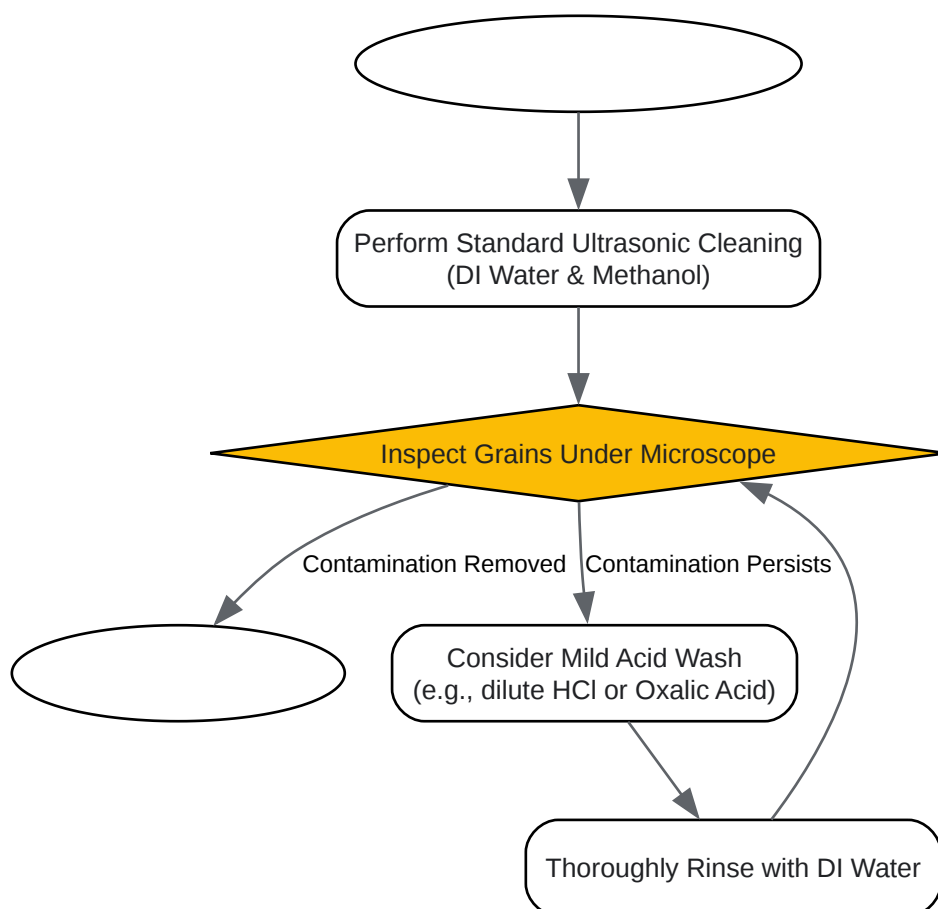 Perform Standard Ultrasonic Cleaning
(DI Water & Methanol)
Inspect Grains Under Microscope
Contamination Removed
Contamination Persists
Consider Mild Acid Wash
(e.g., dilute HCl or Oxalic Acid)
Thoroughly Rinse with DI Water